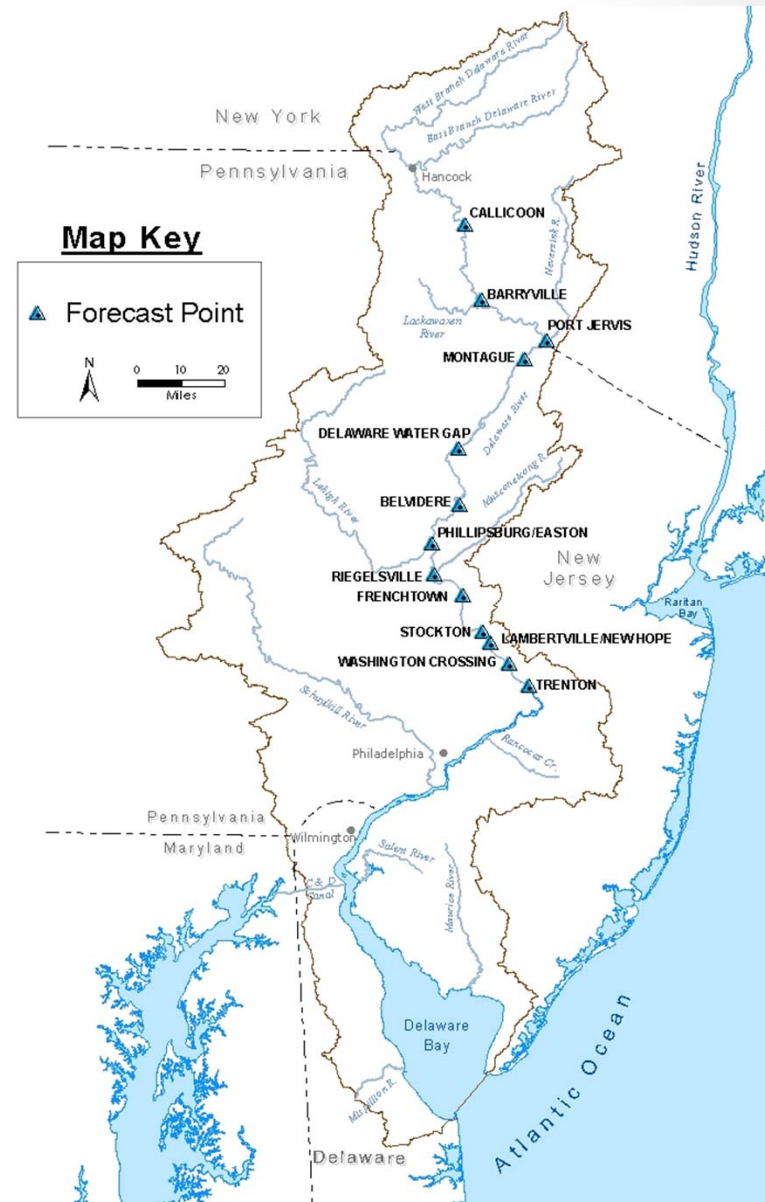 West Branch Delaware River
East Branch Delaware River
New York
Pennsylvania
Hancock
Hudson River
CALLICOON
Neversink R.
Map Key
BARRYVILLE
Forecast Point
Lackawaxen
River
PORT JERVIS
MONTAGUE
N
0 10 20
Miles
Delaware River
DELAWARE WATER GAP
Musconetcong R.
Lehigh River
BELVIDERE
PHILLIPSBURG/EASTON
New
Jersey
RIEGELSVILLE
FRENCHTOWN
Raritan
Bay
STOCKTON
LAMBERTVILLE/NEW HOPE
WASHINGTON CROSSING
TRENTON
Schuylkill River
Rancocas Cr.
Philadelphia
Pennsylvania
Maryland
Wilmington
Salem River
Maurice River
C & D
Canal
Delaware
Bay
Atlantic Ocean
Mispillion R.
Delaware